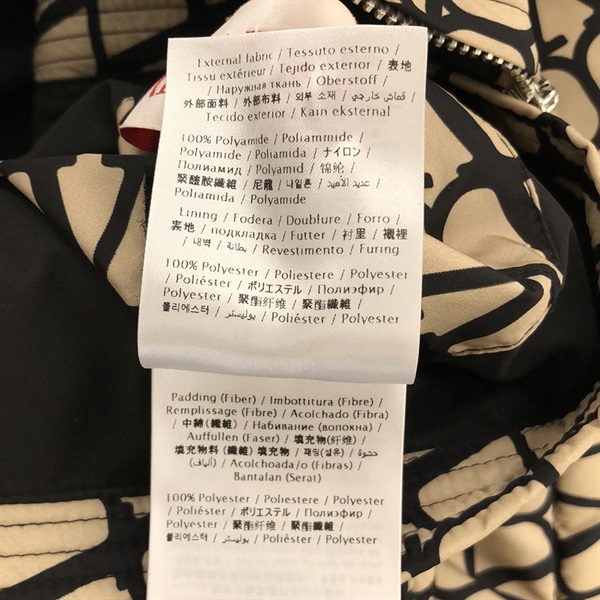 External fabric / Tessuto esterno /
Tissu extérieur / Tejido exterior / 表地
/ Наружная ткань / Oberstoff /
外部面料 / 外部布料 / 외부 소재 / قماش خارجي /
Tecido exterior / Kain eksternal
100% Polyamide / Poliammide /
Polyamide / Poliamida / ナイロン /
Полиамид / Polyamid / 锦纶 /
聚醯胺纖維 / 尼龍 / 나일론 / عديد الأميد /
Poliamida / Polyamide
Lining / Fodera / Doublure / Forro /
裏地 / подкладка / Futter / 衬里 / 襯裡
/ 내벽 / بطانة / Revestimento / Furing
100% Polyester / Poliestere / Polyester /
Poliéster / ポリエステル / Полиэфир /
Polyester / 聚酯纤维 / 聚酯纖維 /
폴리에스터 / بوليستر / Poliéster / Polyester
Padding (Fiber) / Imbottitura (Fibre) /
Remplissage (Fibre) / Acolchado (Fibra)
/ 中綿 (繊維) / Набивание (волокна) /
Auffullen (Faser) / 填充物(纤维) /
填充料 (纖維) 填充物 / 패딩(섬유) / حشوة
(ألياف) / Acolchoada/o (Fibras) /
Bantalan (Serat)
100% Polyester / Poliestere / Polyester
/ Poliéster / ポリエステル / Полиэфир /
Polyester / 聚酯纤维 / 聚酯纖維 /
폴리에스터 / بوليستر / Poliéster / Polyester